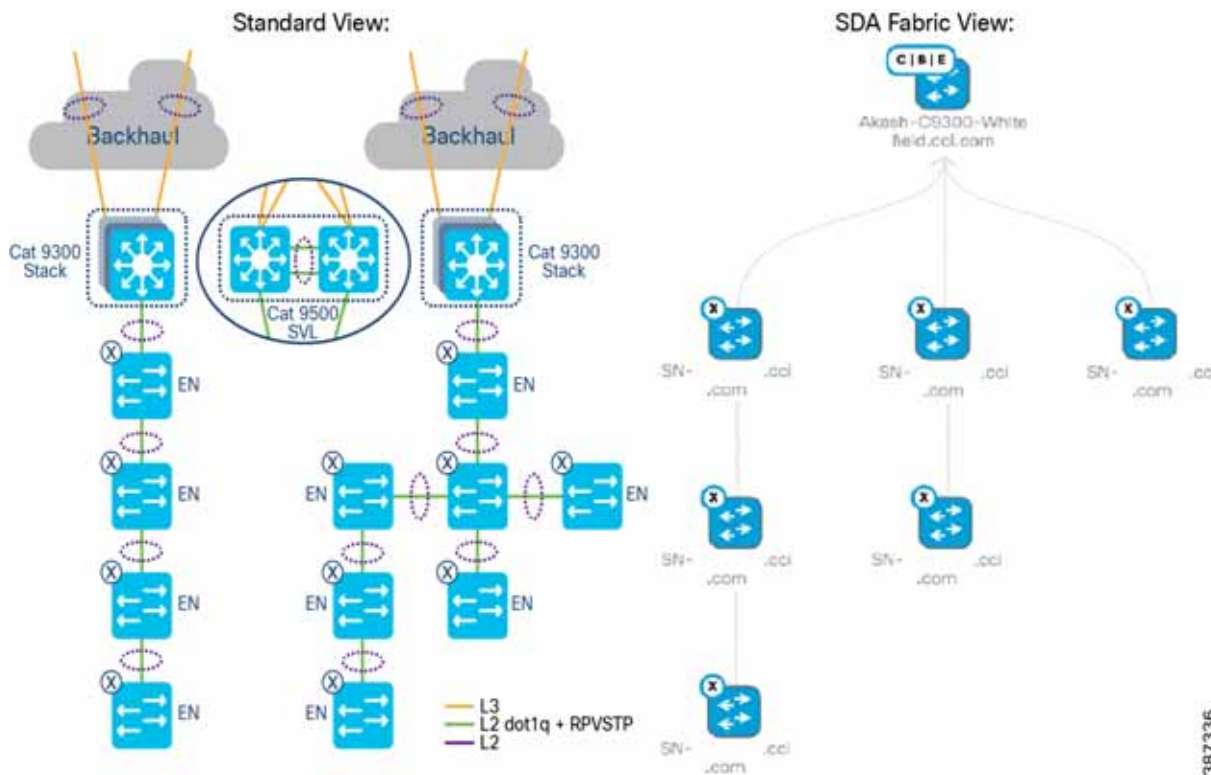 Standard View:
SDA Fabric View:
C | B | E
Akash-C9300-White
field.cci.com
Backhaul
Backhaul
Cat 9300
Stack
Cat 9500
SVL
Cat 9300
Stack
X
EN
X
EN
X
EN
X
EN
X
EN
X
EN
X
X
EN
X
EN
X
EN
X
EN
L3
L2 dot1q + RPVSTP
L2
X
SN- .cci
.com
X
SN- .cci
.com
X
SN- .cc
.com
X
SN- .cci
.com
X
SN- .cci
.com
X
SN- .cci
.com
387336